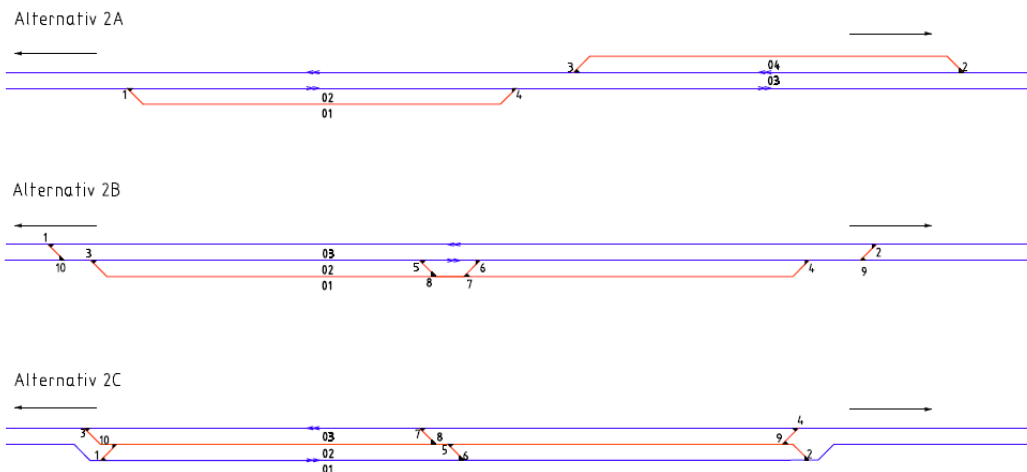 Alternativ 2A
3 04 2
03
1 02 4
01
Alternativ 2B
1 2
3 03
10 02 5 6 4 9
01 8 7
Alternativ 2C
3 10 03 7 8 9 4
1 02 5 6 2
01